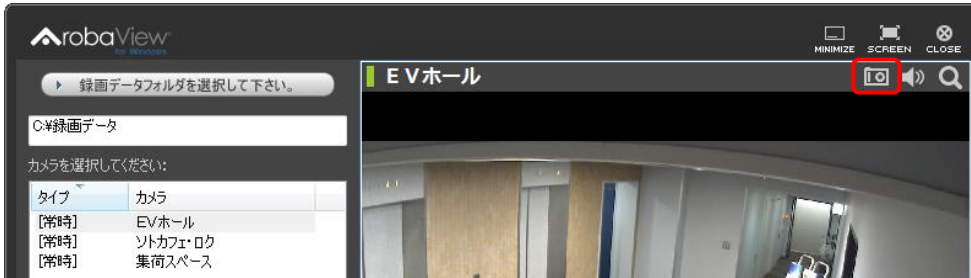 ArobaView
for Windows
MINIMIZE SCREEN CLOSE
録画データフォルダを選択して下さい。
EVホール
C:¥録画データ
カメラを選択してください:
タイプ カメラ
[常時] EVホール
[常時] ソトカフェ・ロク
[常時] 集荷スペース